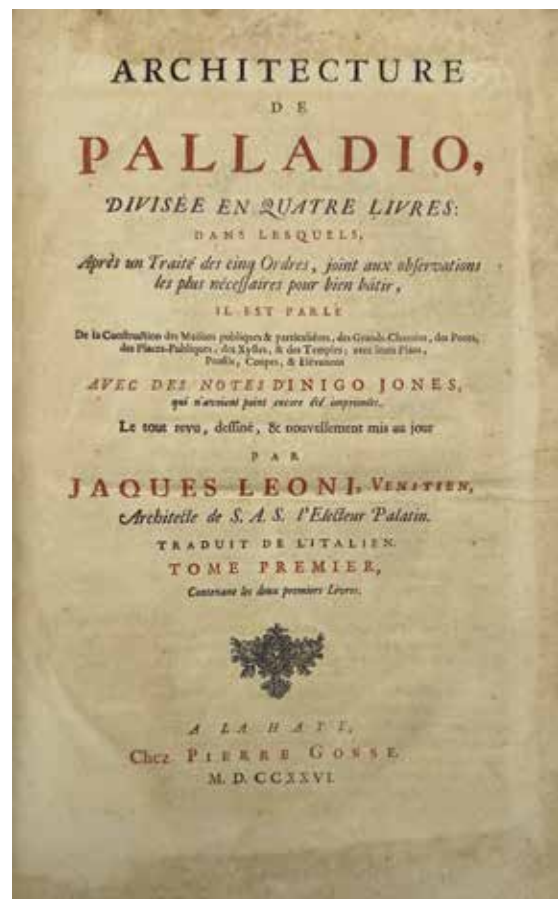 ARCHITECTURE
DE
PALLADIO,
DIVISÉE EN QUATRE LIVRES:
DANS LESQUELS,
Après un Traité des cinq Ordres, joint aux observations
les plus nécessaires pour bien bâtir,
IL EST PARLÉ
De la Construction des Maisons publiques & particulières, des Grands-Chemins, des Ponts,
des Places-Publiques, des Xystes, & des Temples; avec leurs Plans,
Profils, Coupes, & Elévations
AVEC DES NOTES D'INIGO JONES,
qui n'avoient point encore été imprimées.
Le tout revu, dessiné, & nouvellement mis au jour
PAR
JAQUES LEONI, VENITIEN,
Architecte de S. A. S. l'Electeur Palatin.
TRADUIT DE L'ITALIEN.
TOME PREMIER,
Contenant les deux premiers Livres.
A LA HAYE,
Chez PIERRE GOSSE.
M. D. CCXXVI.